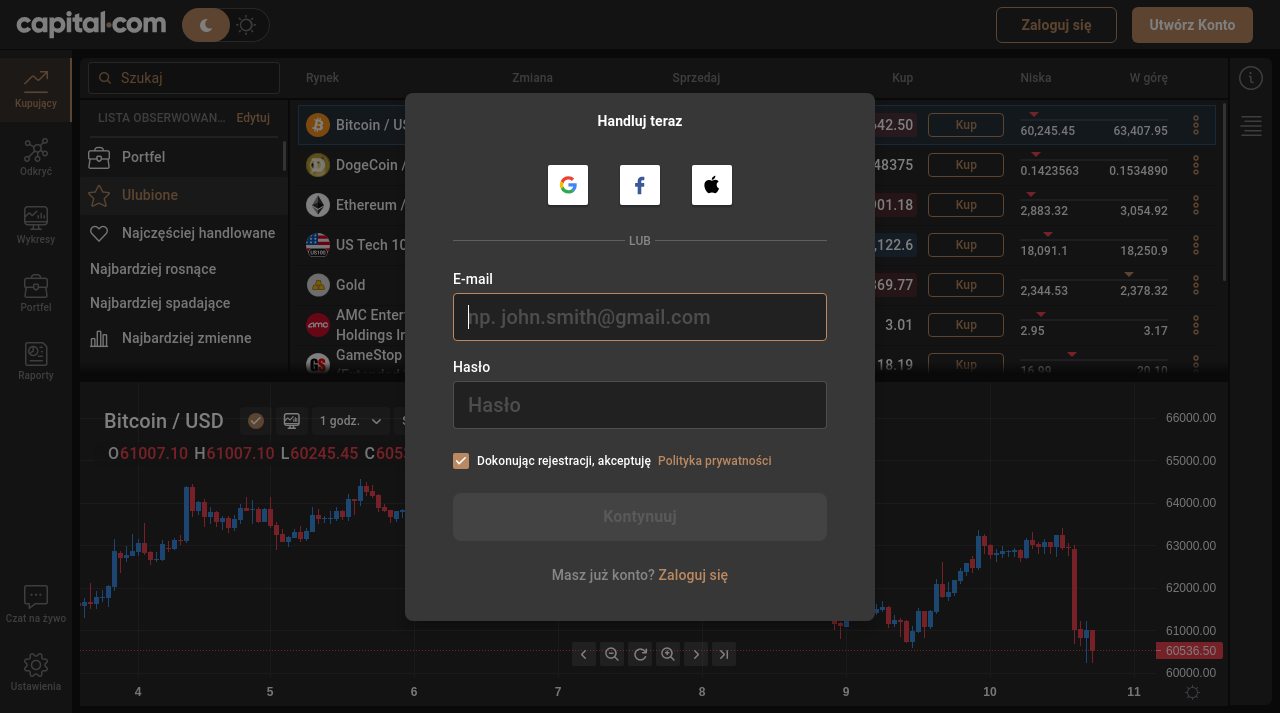 capital.com
Zaloguj się
Utwórz Konto
Szukaj
Rynek Zmiana Sprzedaj Kup Niska W górę
Kupujący
Odkryć
Wykresy
Portfel
Raporty
Czat na żywo
Ustawienia
LISTA OBSERWOWAN... Edytuj
Portfel
Ulubione
Najczęściej handlowane
Najbardziej rosnące
Najbardziej spadające
Najbardziej zmienne
Bitcoin / US 42.50 Kup 60,245.45 63,407.95
DogeCoin / 48375 Kup 0.1423563 0.1534890
Ethereum / 01.18 Kup 2,883.32 3,054.92
US Tech 10 ,122.6 Kup 18,091.1 18,250.9
Gold 69.77 Kup 2,344.53 2,378.32
AMC Enter
Holdings In 3.01 Kup 2.95 3.17
GameStop 18.19 Kup 16.99 20.10
Handluj teraz
LUB
E-mail
np. john.smith@gmail.com
Hasło
Hasło
Dokonując rejestracji, akceptuję Polityka prywatności
Kontynuuj
Masz już konto? Zaloguj się
Bitcoin / USD 1 godz.
O61007.10 H61007.10 L60245.45 C605
66000.00
65000.00
64000.00
63000.00
62000.00
61000.00
60536.50
60000.00
4 5 6 7 8 9 10 11